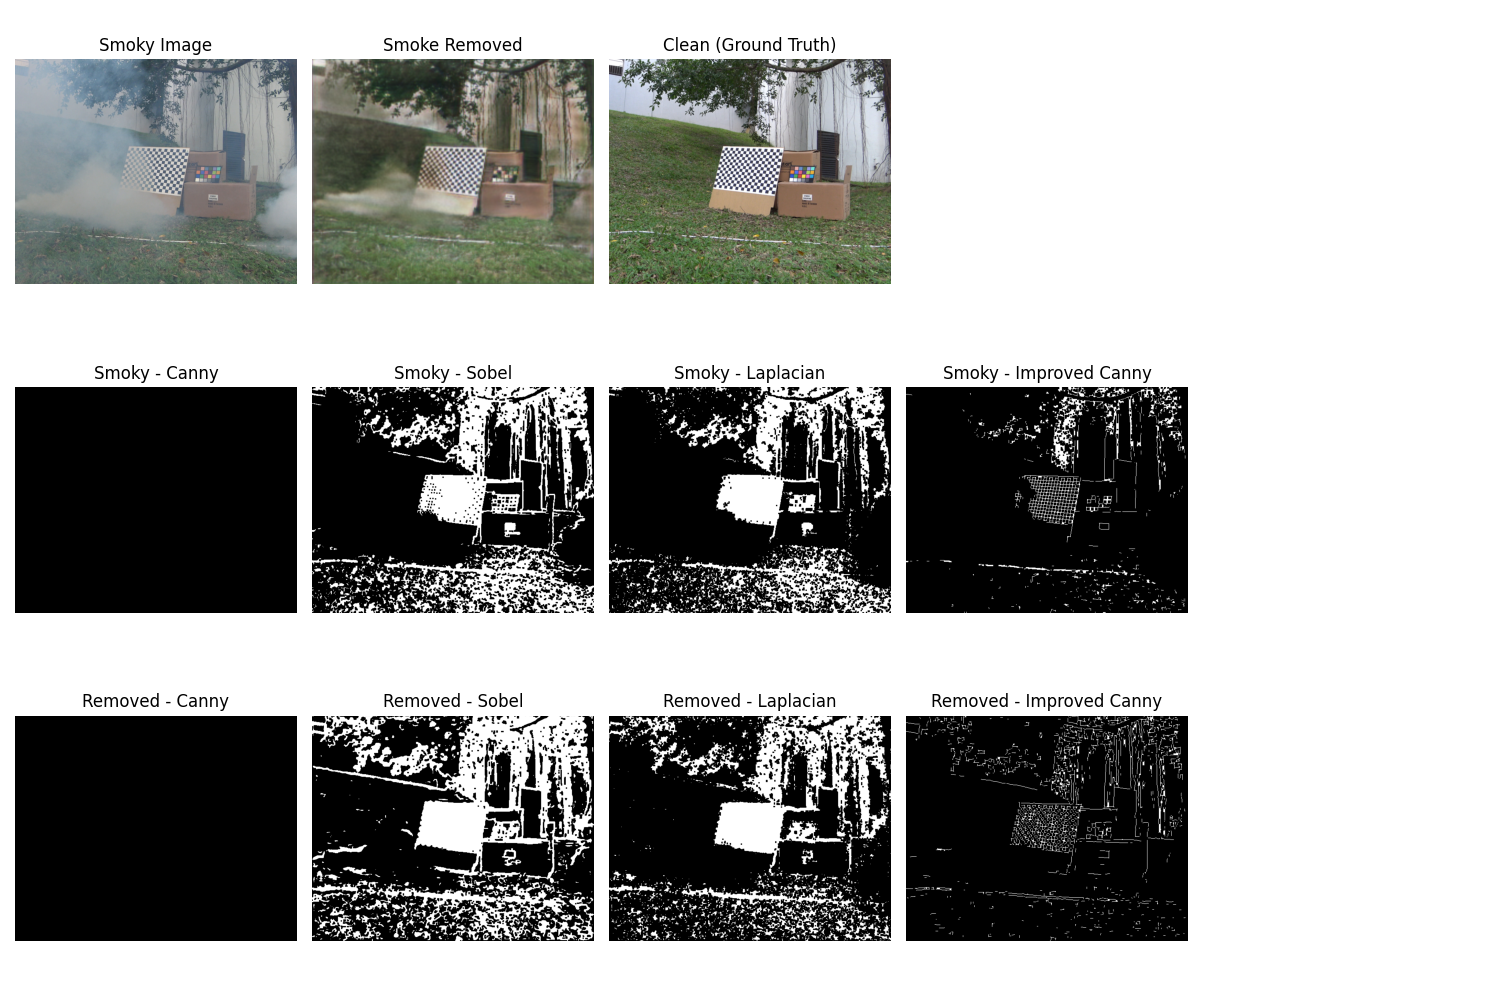 Smoky Image
Smoke Removed
Clean (Ground Truth)
Smoky - Canny
Smoky - Sobel
Smoky - Laplacian
Smoky - Improved Canny
Removed - Canny
Removed - Sobel
Removed - Laplacian
Removed - Improved Canny